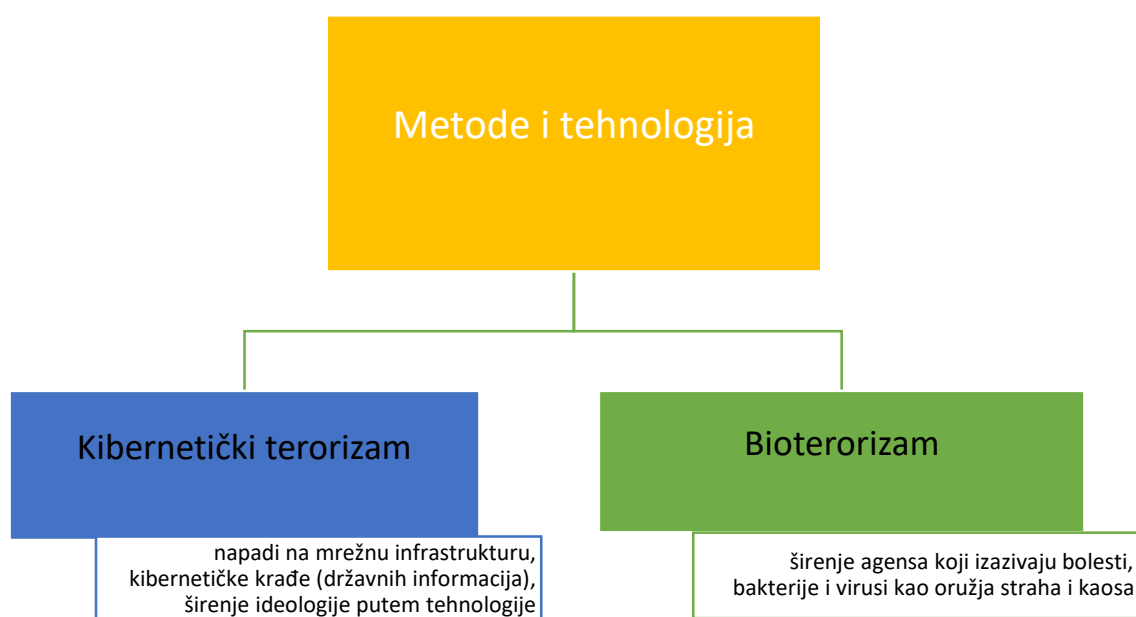 Metode i tehnologija
Kibernetički terorizam
napadi na mrežnu infrastrukturu,
kibernetičke krađe (državnih informacija),
širenje ideologije putem tehnologije
Bioterorizam
širenje agensa koji izazivaju bolesti,
bakterije i virusi kao oružja straha i kaosa